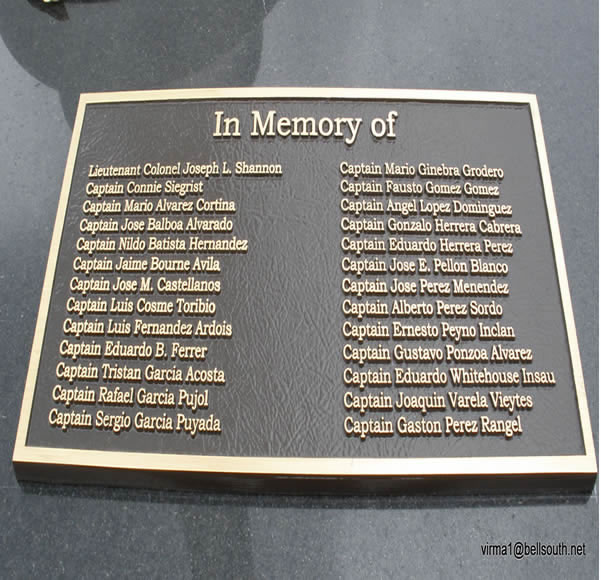 In Memory of
Lieutenant Colonel Joseph L. Shannon
Captain Connie Siegrist
Captain Mario Alvarez Cortina
Captain Jose Balboa Alvarado
Captain Nildo Batista Hernandez
Captain Jaime Bourne Avila
Captain Jose M. Castellanos
Captain Luis Cosme Toribio
Captain Luis Fernandez Ardois
Captain Eduardo B. Ferrer
Captain Tristan Garcia Acosta
Captain Rafael Garcia Pujol
Captain Sergio Garcia Puyada
Captain Mario Ginebra Grodero
Captain Fausto Gomez Gomez
Captain Angel Lopez Dominguez
Captain Gonzalo Herrera Cabrera
Captain Eduardo Herrera Perez
Captain Jose E. Pellon Blanco
Captain Jose Perez Menendez
Captain Alberto Perez Sordo
Captain Ernesto Peyno Inclan
Captain Gustavo Ponzoa Alvarez
Captain Eduardo Whitehouse Insau
Captain Joaquin Varela Vieytes
Captain Gaston Perez Rangel
virma1@bellsouth.net